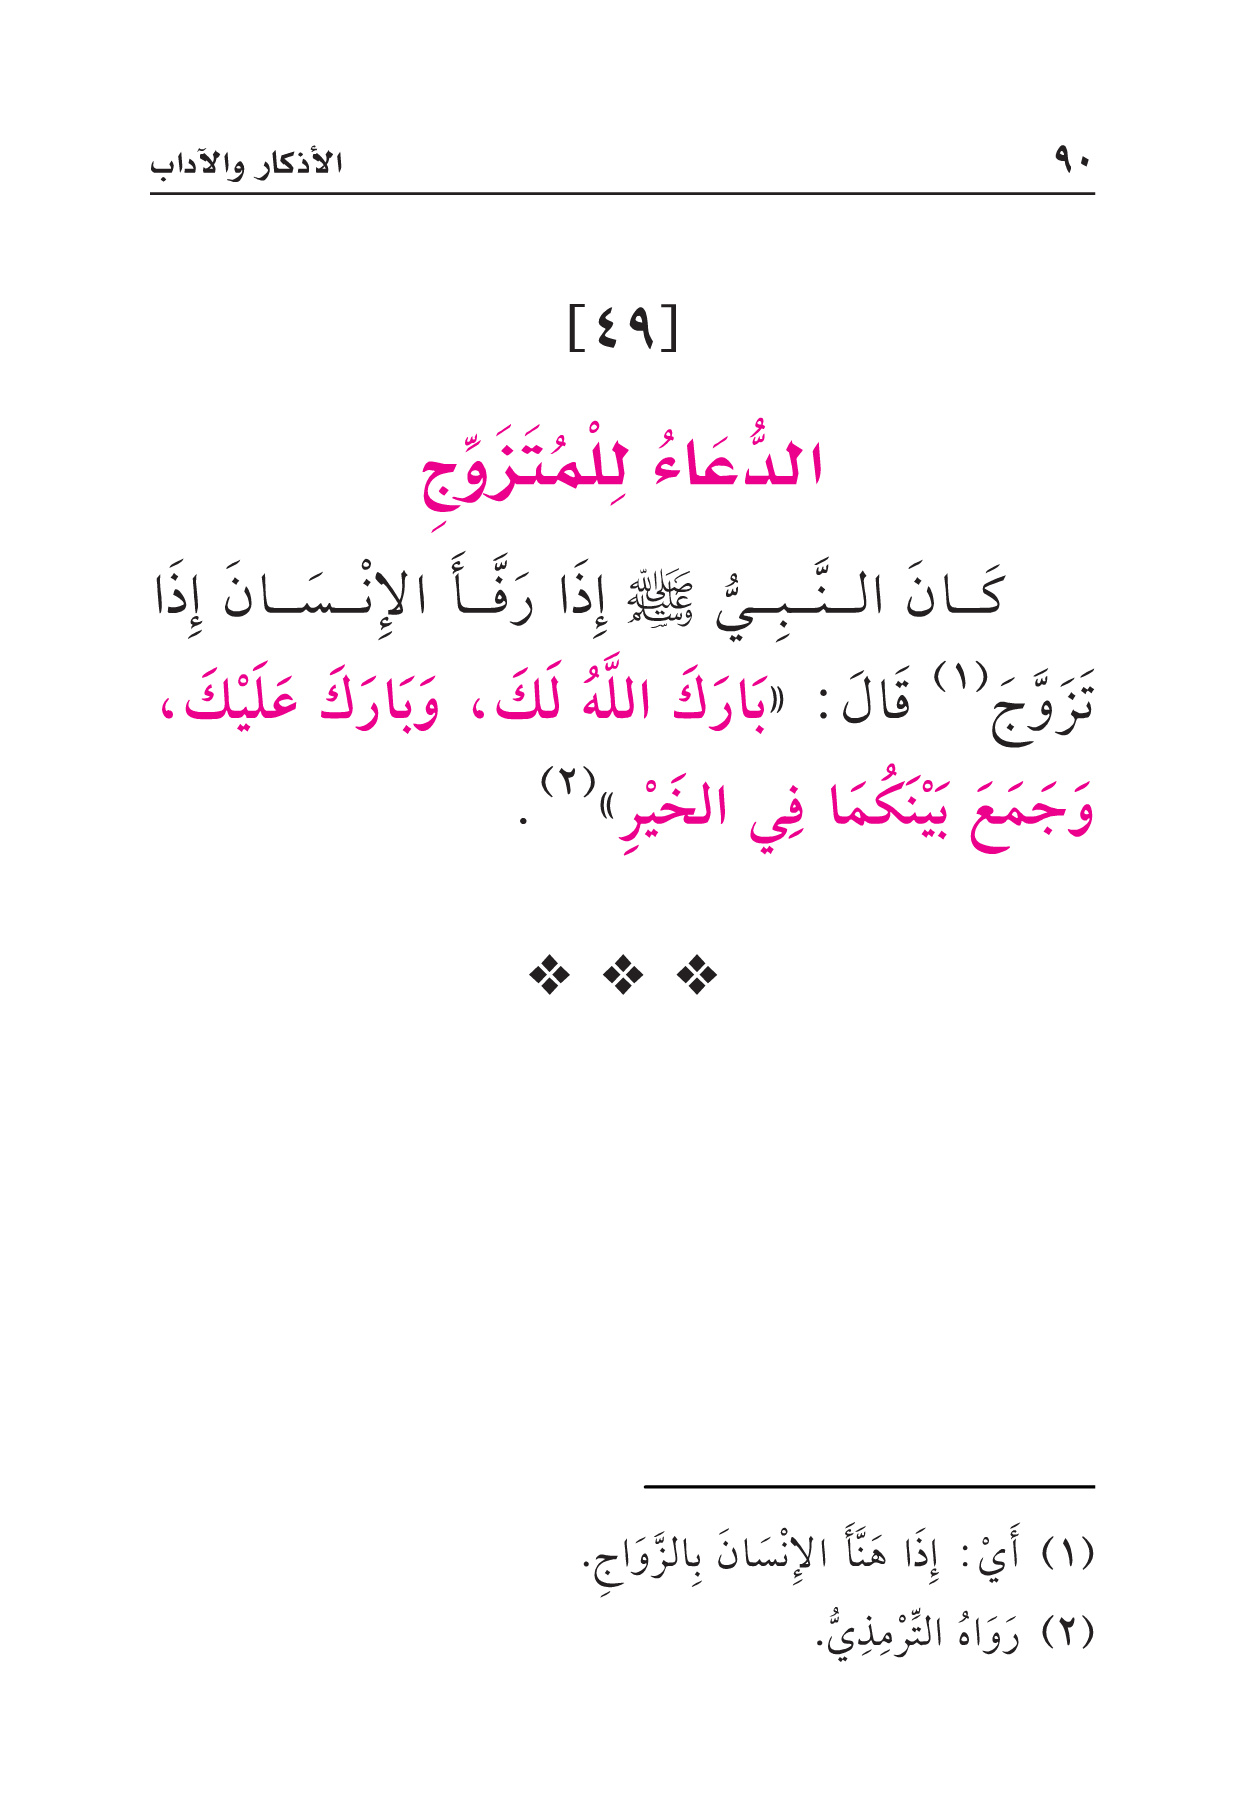 ٩٠ الأذكار والآداب
[٤٩]
الدُّعَاءُ لِلْمُتَزَوِّجِ
كَانَ النَّبِيُّ ﷺ إِذَا رَفَّأَ الإِنْسَانَ إِذَا
تَزَوَّجَ(١) قَالَ: «بَارَكَ اللَّهُ لَكَ، وَبَارَكَ عَلَيْكَ،
وَجَمَعَ بَيْنَكُمَا فِي الخَيْرِ»(٢).
(١) أَيْ: إِذَا هَنَّأَ الإِنْسَانَ بِالزَّوَاجِ.
(٢) رَوَاهُ التِّرْمِذِيُّ.